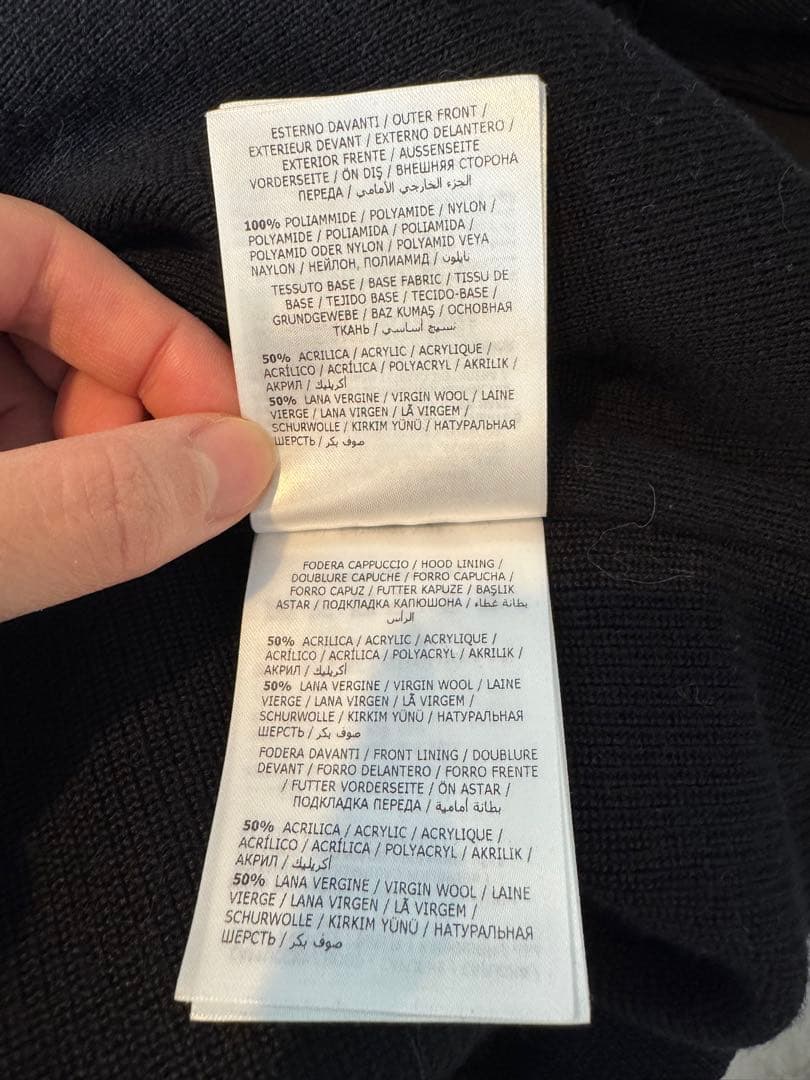 ESTERNO DAVANTI / OUTER FRONT /
EXTERIEUR DEVANT / EXTERNO DELANTERO /
EXTERIOR FRENTE / AUSSENSEITE
VORDERSEITE / ÖN DIŞ / ВНЕШНЯЯ СТОРОНА
ПЕРЕДА / الجزء الخارجي الأمامي
100% POLIAMMIDE / POLYAMIDE / NYLON /
POLYAMIDE / POLIAMIDA / POLIAMIDA /
POLYAMID ODER NYLON / POLYAMID VEYA
NAYLON / НЕЙЛОН, ПОЛИАМИД / نايلون
TESSUTO BASE / BASE FABRIC / TISSU DE
BASE / TEJIDO BASE / TECIDO-BASE /
GRUNDGEWEBE / BAZ KUMAŞ / ОСНОВНАЯ
ТКАНЬ / نسيج أساسي
50% ACRILICA / ACRYLIC / ACRYLIQUE /
ACRÍLICO / ACRÍLICA / POLYACRYL / AKRILIK /
АКРИЛ / أكريليك
50% LANA VERGINE / VIRGIN WOOL / LAINE
VIERGE / LANA VIRGEN / LÃ VIRGEM /
SCHURWOLLE / KIRKIM YÜNÜ / НАТУРАЛЬНАЯ
ШЕРСТЬ / صوف بكر
FODERA CAPPUCCIO / HOOD LINING /
DOUBLURE CAPUCHE / FORRO CAPUCHA /
FORRO CAPUZ / FUTTER KAPUZE / BAŞLIK
ASTAR / ПОДКЛАДКА КАПЮШОНА / بطانة غطاء
الرأس
50% ACRILICA / ACRYLIC / ACRYLIQUE /
ACRÍLICO / ACRÍLICA / POLYACRYL / AKRILIK /
АКРИЛ / أكريليك
50% LANA VERGINE / VIRGIN WOOL / LAINE
VIERGE / LANA VIRGEN / LÃ VIRGEM /
SCHURWOLLE / KIRKIM YÜNÜ / НАТУРАЛЬНАЯ
ШЕРСТЬ / صوف بكر
FODERA DAVANTI / FRONT LINING / DOUBLURE
DEVANT / FORRO DELANTERO / FORRO FRENTE
/ FUTTER VORDERSEITE / ÖN ASTAR /
ПОДКЛАДКА ПЕРЕДА / بطانة أمامية
50% ACRILICA / ACRYLIC / ACRYLIQUE /
ACRÍLICO / ACRÍLICA / POLYACRYL / AKRILIK /
АКРИЛ / أكريليك
50% LANA VERGINE / VIRGIN WOOL / LAINE
VIERGE / LANA VIRGEN / LÃ VIRGEM /
SCHURWOLLE / KIRKIM YÜNÜ / НАТУРАЛЬНАЯ
ШЕРСТЬ / صوف بكر